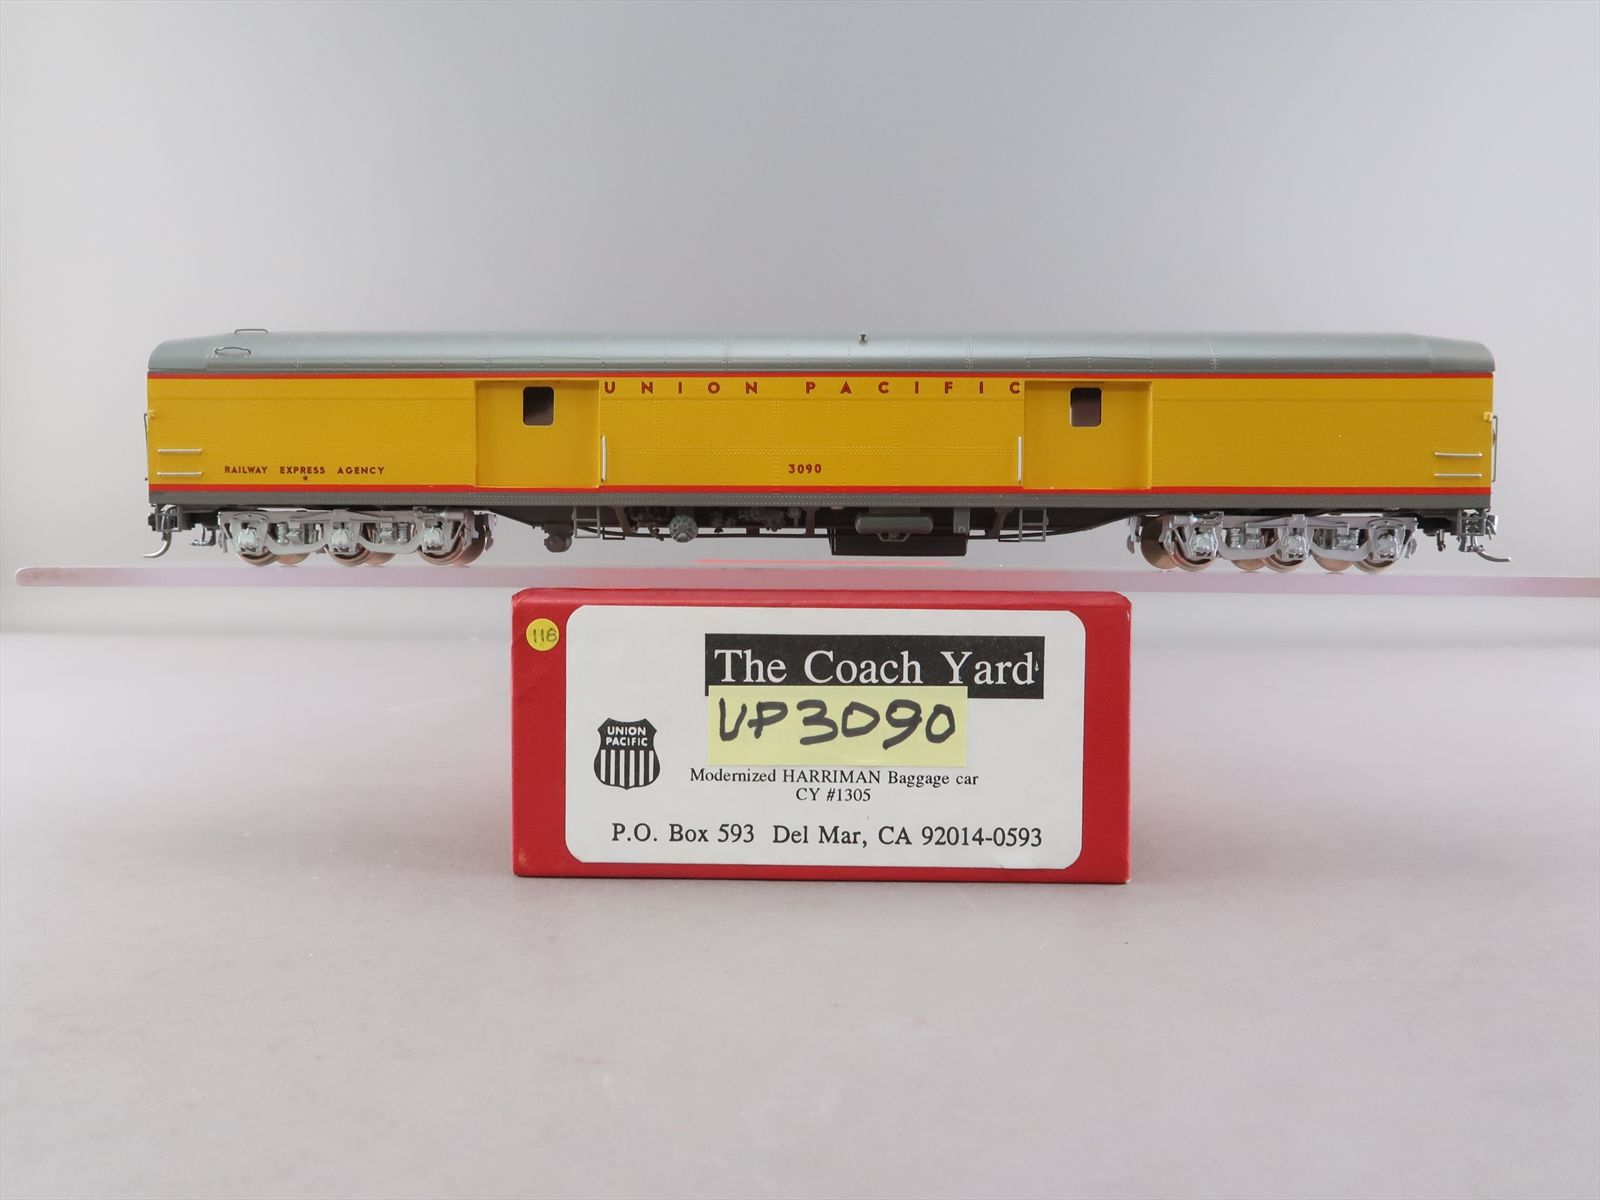 UNION PACIFIC
RAILWAY EXPRESS AGENCY
3090
118
The Coach Yard
UP3090
UNION
PACIFIC
Modernized HARRIMAN Baggage car
CY #1305
P.O. Box 593 Del Mar, CA 92014-0593